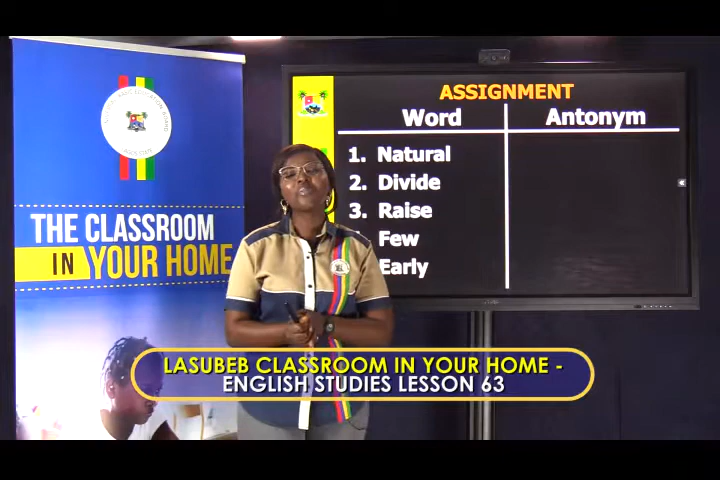 THE CLASSROOM
IN YOUR HOME
ASSIGNMENT
Word Antonym
1. Natural
2. Divide
3. Raise
Few
Early
LASUBEB CLASSROOM IN YOUR HOME -
ENGLISH STUDIES LESSON 63